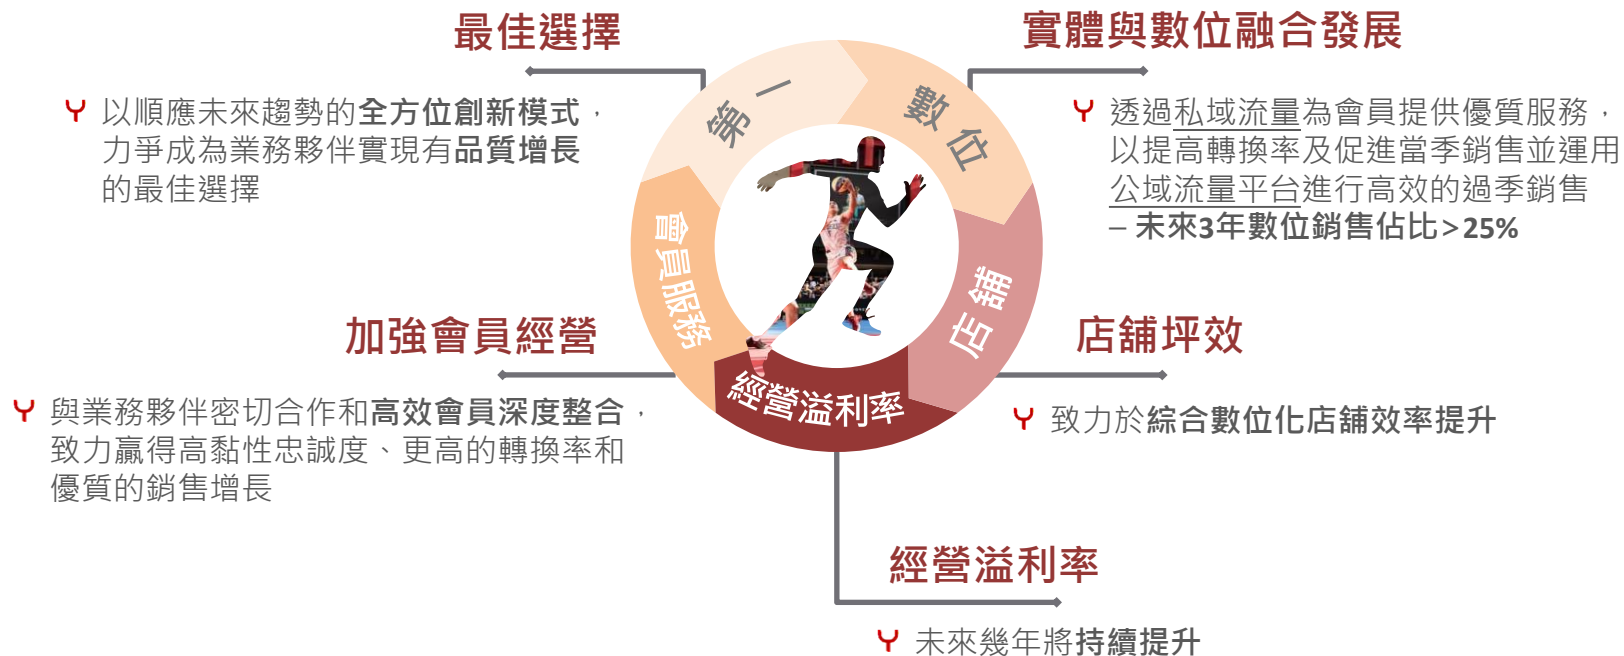 最佳選擇
以順應未來趨勢的全方位創新模式，
力爭成為業務夥伴實現有品質增長
的最佳選擇
實體與數位融合發展
透過私域流量為會員提供優質服務，
以提高轉換率及促進當季銷售並運用
公域流量平台進行高效的過季銷售
– 未來3年數位銷售佔比>25%
第一
數位
會員服務
店鋪
經營溢利率
加強會員經營
與業務夥伴密切合作和高效會員深度整合，
致力贏得高黏性忠誠度、更高的轉換率和
優質的銷售增長
店舖坪效
致力於綜合數位化店舖效率提升
經營溢利率
未來幾年將持續提升